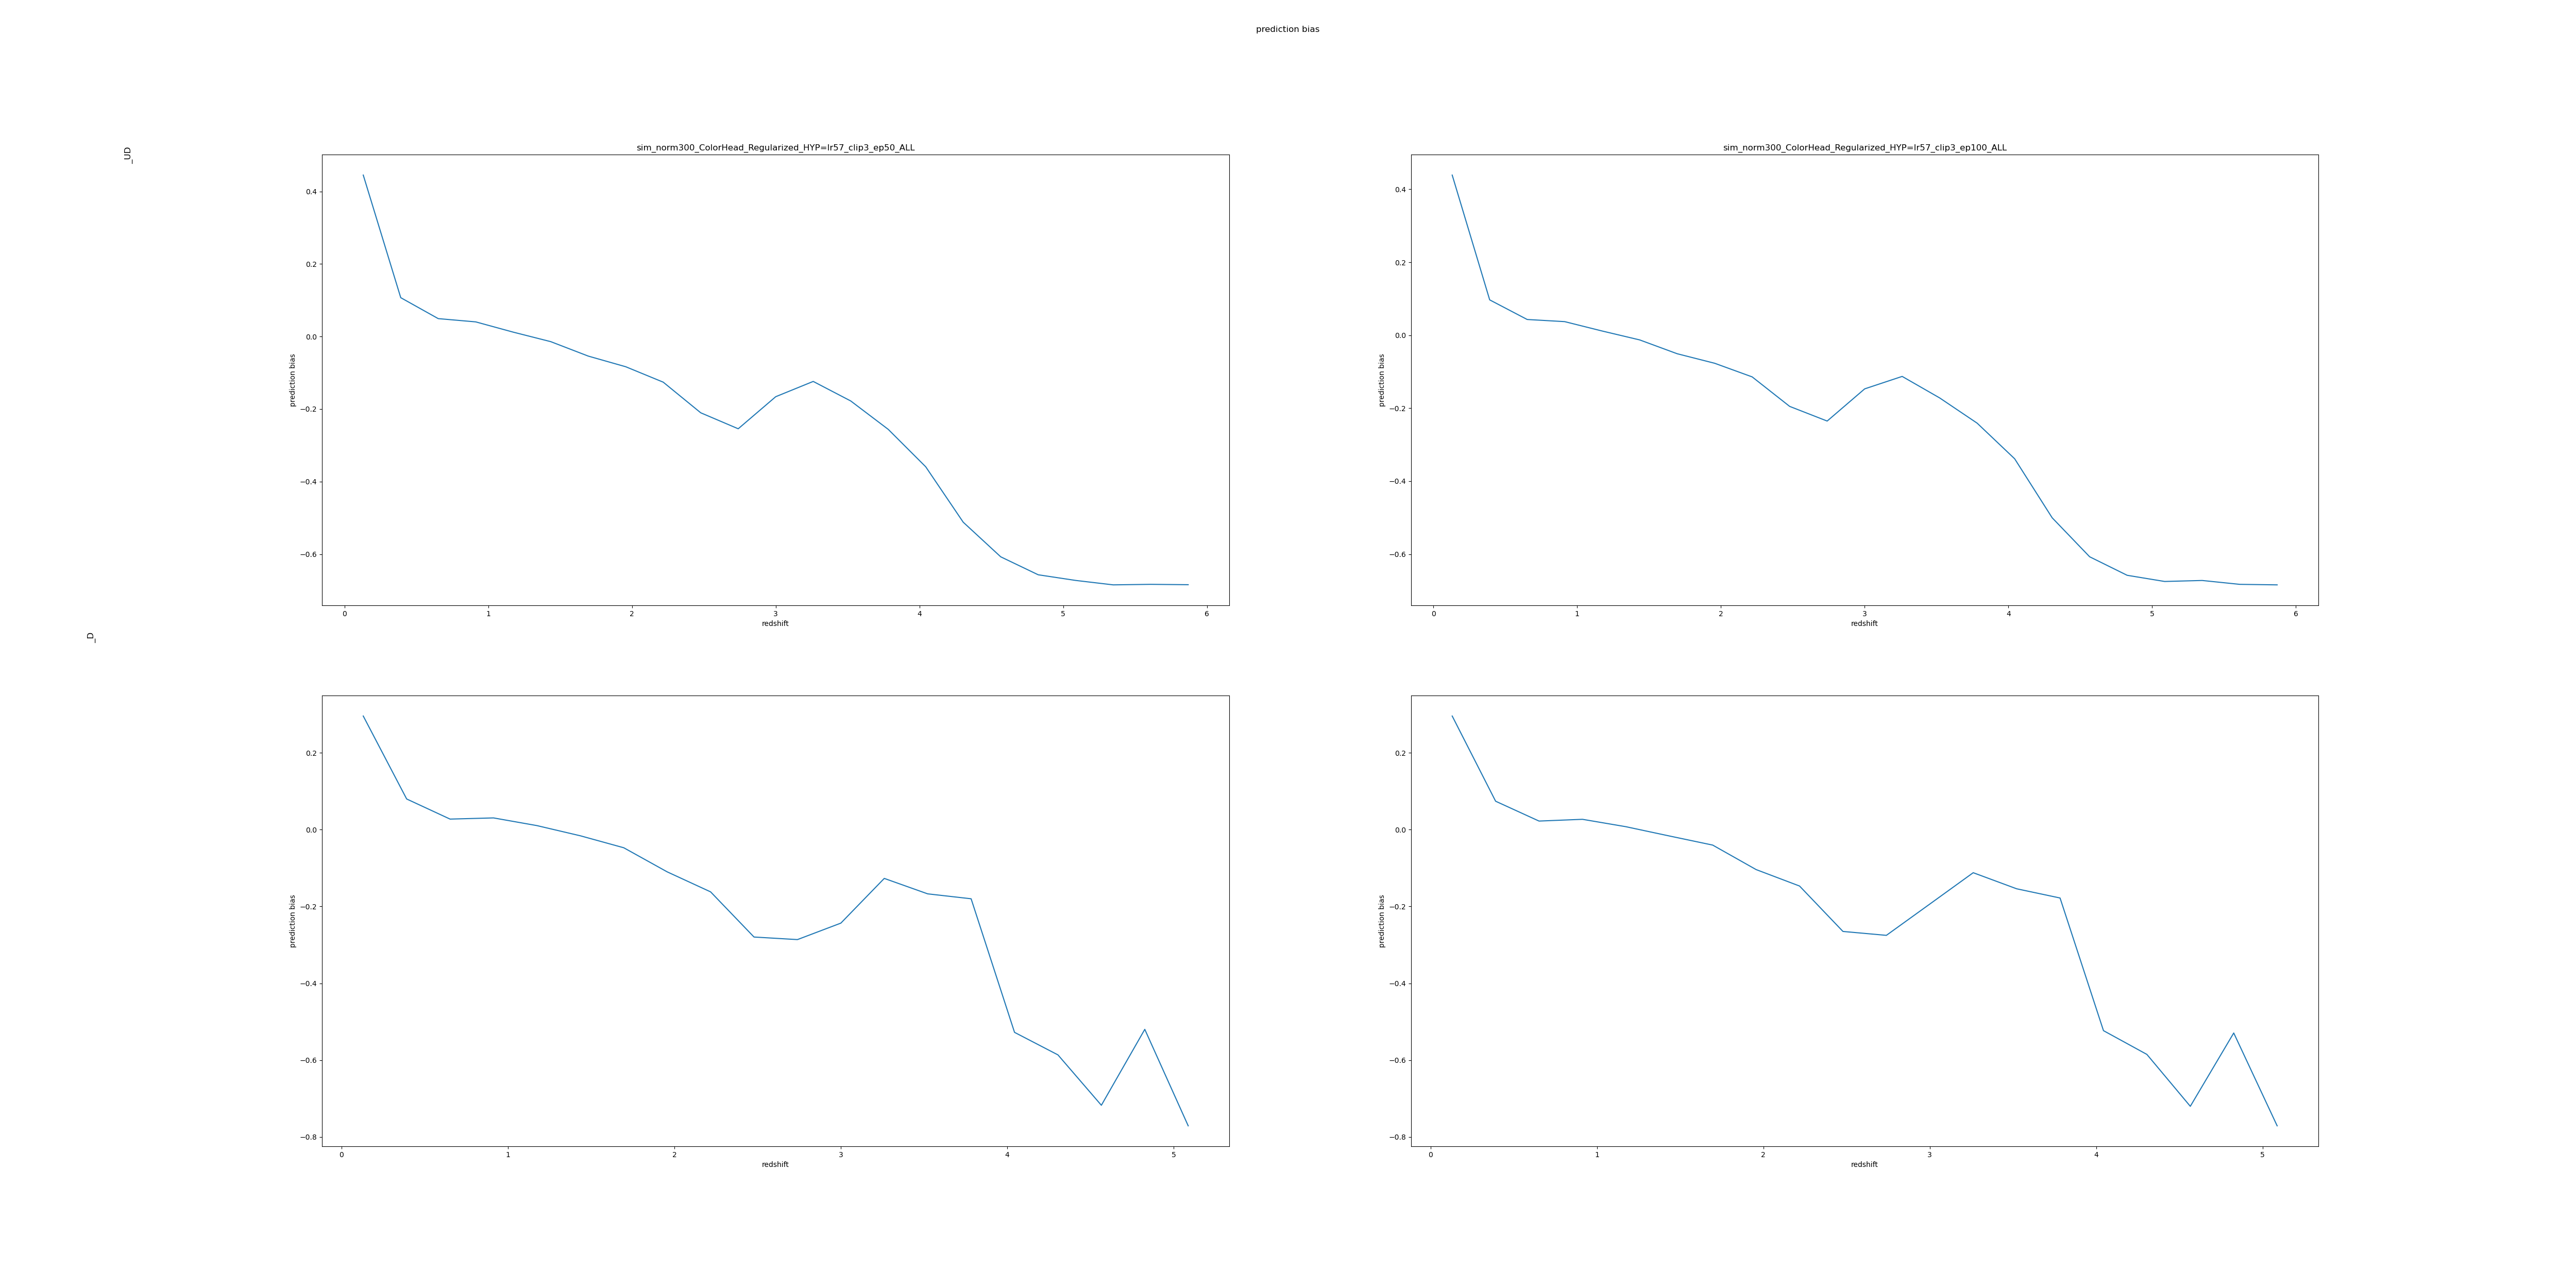 prediction bias
_UD
sim_norm300_ColorHead_Regularized_HYP=lr57_clip3_ep50_ALL
prediction bias
0.4
0.2
0.0
−0.2
−0.4
−0.6
0 1 2 3 4 5 6
redshift
sim_norm300_ColorHead_Regularized_HYP=lr57_clip3_ep100_ALL
prediction bias
0.4
0.2
0.0
−0.2
−0.4
−0.6
0 1 2 3 4 5 6
redshift
_D
prediction bias
0.2
0.0
−0.2
−0.4
−0.6
−0.8
0 1 2 3 4 5
redshift
prediction bias
0.2
0.0
−0.2
−0.4
−0.6
−0.8
0 1 2 3 4 5
redshift